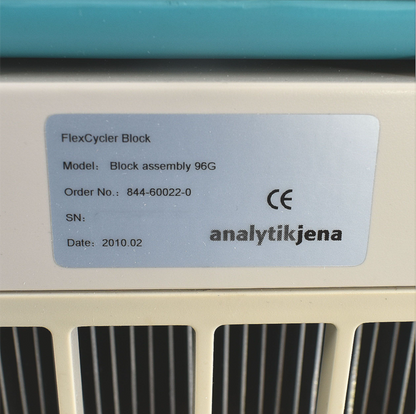 FlexCycler Block
Model: Block assembly 96G
Order No.: 844-60022-0
SN:
Date: 2010.02
CE
analytikjena